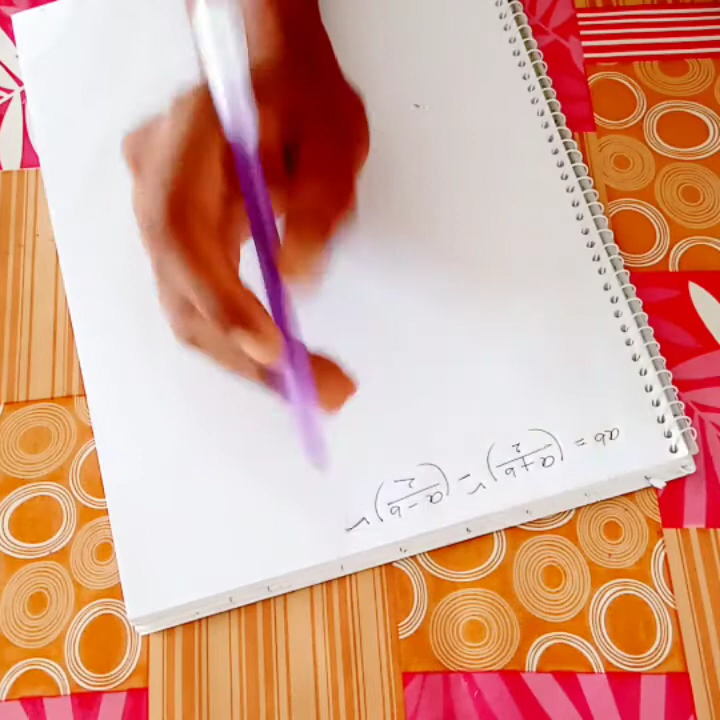 ab = (a+b/2)² - (a-b/2)²